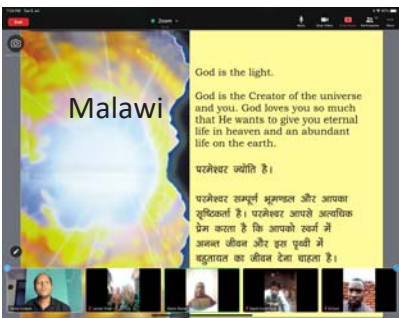 Zoom
Malawi
God is the light.
God is the Creator of the universe
and you. God loves you so much
that He wants to give you eternal
life in heaven and an abundant
life on the earth.
परमेश्वर ज्योति है।
परमेश्वर सम्पूर्ण भूमण्डल और आपका
सृष्टिकर्ता है। परमेश्वर आपसे अत्यधिक
प्रेम करता है कि आपको स्वर्ग में
अनन्त जीवन और इस पृथ्वी में
बहुतायत का जीवन देना चाहता है।